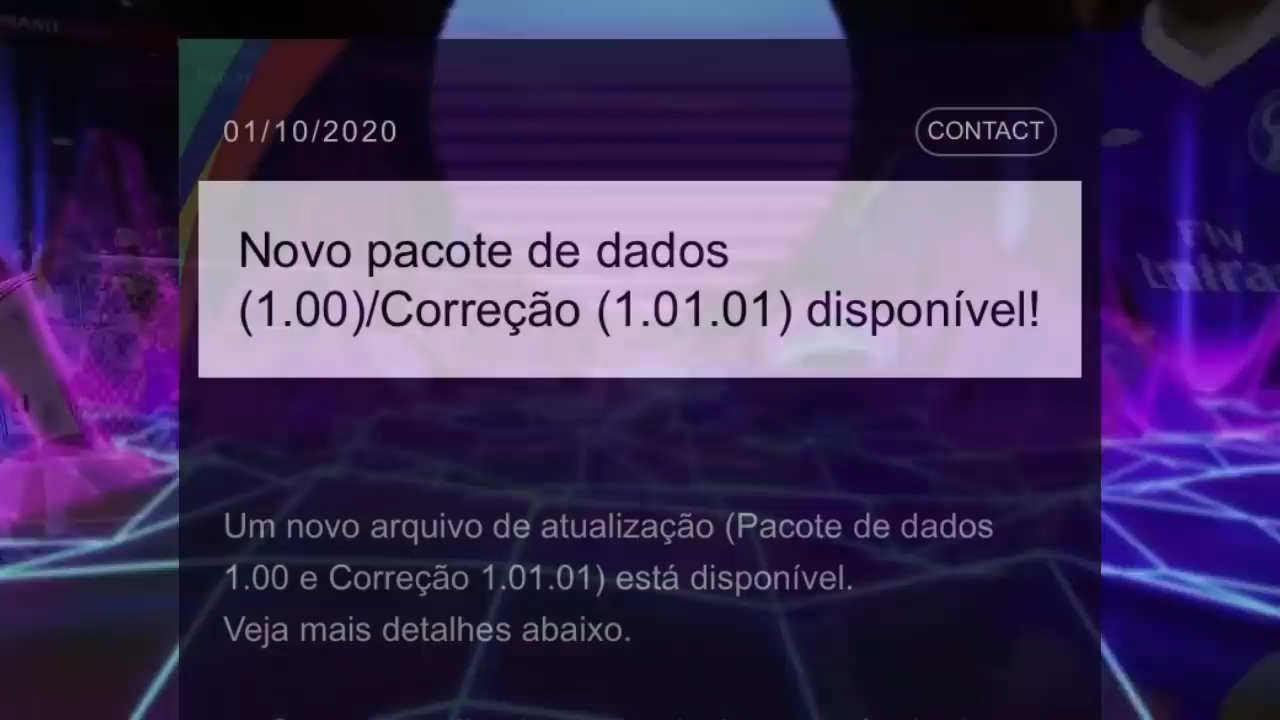 01/10/2020
CONTACT
Novo pacote de dados
(1.00)/Correção (1.01.01) disponível!
Um novo arquivo de atualização (Pacote de dados
1.00 e Correção 1.01.01) está disponível.
Veja mais detalhes abaixo.
Fly